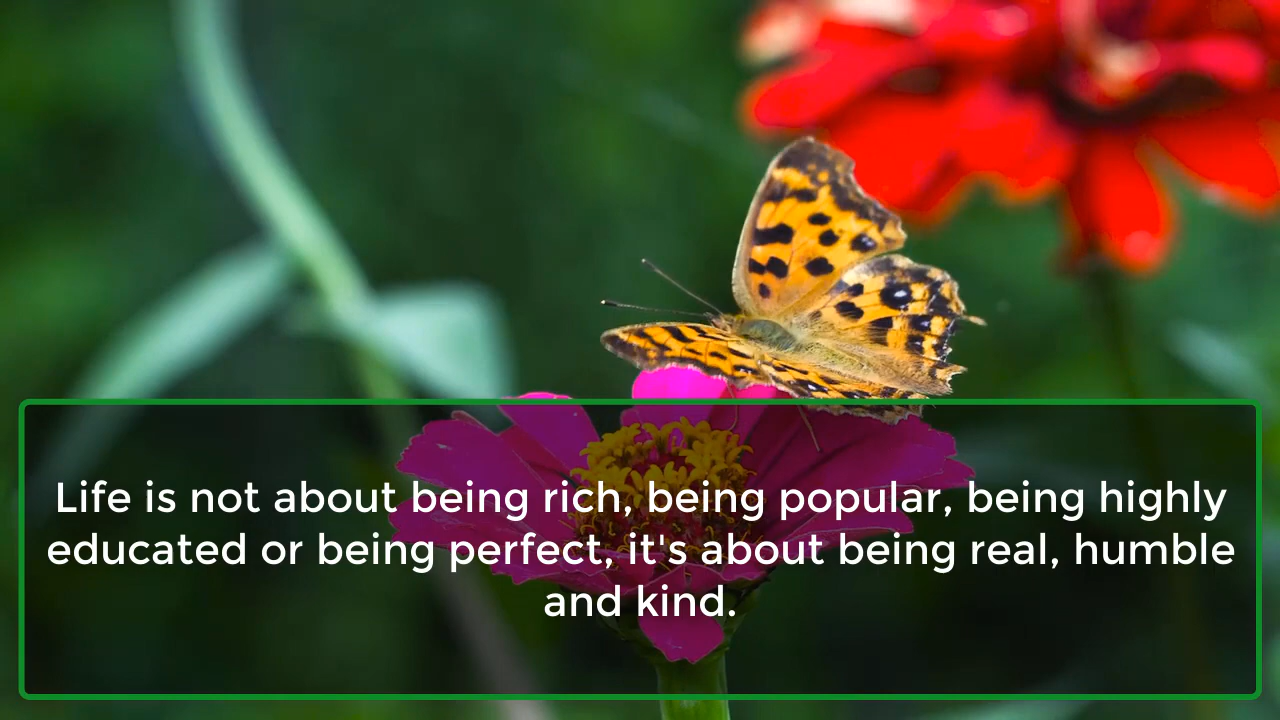 Life is not about being rich, being popular, being highly
educated or being perfect, it's about being real, humble
and kind.